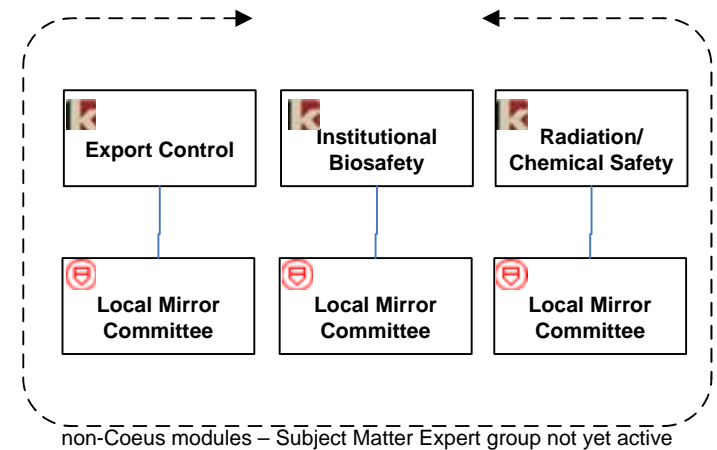 Export Control
Institutional
Biosafety
Radiation/
Chemical Safety
Local Mirror
Committee
Local Mirror
Committee
Local Mirror
Committee
non-Coeus modules – Subject Matter Expert group not yet active